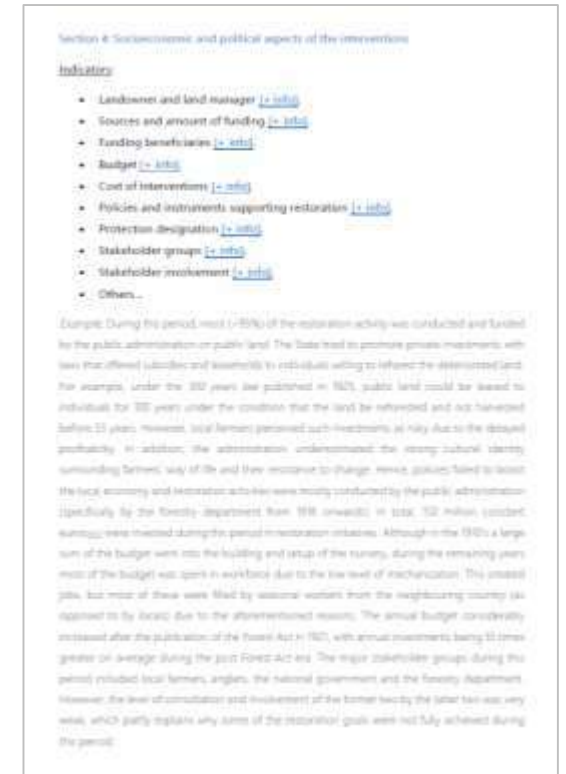 Section 4: Socioeconomic and political aspects of the interventions
Indicators:
• Landowner and land manager [+ info].
• Sources and amount of funding [+ info].
• Funding beneficiaries [+ info].
• Budget [+ info].
• Cost of interventions [+ info].
• Policies and instruments supporting restoration [+ info].
• Protection designation [+ info].
• Stakeholder groups [+ info].
• Stakeholder involvement [+ info].
• Others...
Example: During this period, most (>95%) of the restoration activity was conducted and funded
by the public administration on public land. The State tried to promote private investments with
laws that offered subsidies and leaseholds to individuals willing to reforest the deteriorated land.
For example, under the 100 years law published in 1925, public land could be leased to
individuals for 100 years under the condition that the land be reforested and not harvested
before 33 years. However, local farmers perceived such investments as risky due to the delayed
profitability. In addition, the administration underestimated the strong cultural identity
surrounding farmers' way of life and their resistance to change. Hence, policies failed to boost
the local economy and restoration activities were mostly conducted by the public administration
(specifically by the forestry department from onwards). In total, million constant
were invested during this period in restoration initiatives. Although in the a large
sum of the budget went into the building and setup of the nursery, during the remaining years
most of the budget was spent in workforce due to the low level of mechanization. This created
jobs, but most of these were filled by seasonal workers from the neighbouring country (as
opposed to by locals) due to the aforementioned reasons. The annual budget considerably
increased after the publication of the Forest Act in with annual investments being 10 times
greater on average during the post Forest Act era. The major stakeholder groups during this
period included local farmers, anglers, the national government and the forestry department.
However, the level of consultation and involvement of the former two by the latter two was very
weak, which partly explains why some of the restoration goals were not fully achieved during
this period.